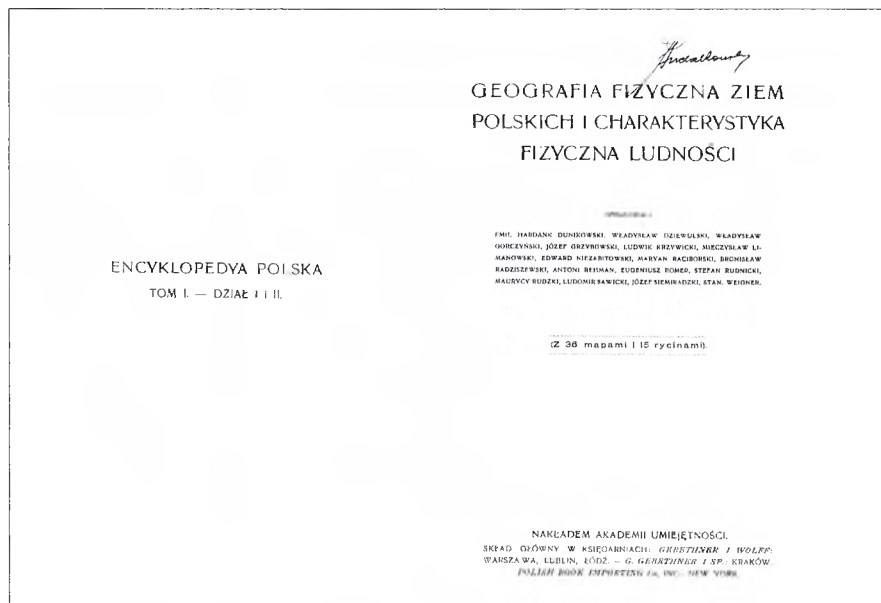 ENCYKLOPEDYA POLSKA
TOM I. — DZIAŁ I I II.
GEOGRAFIA FIZYCZNA ZIEM
POLSKICH I CHARAKTERYSTYKA
FIZYCZNA LUDNOŚCI
EMIL HABDANK DUNIKOWSKI, WŁADYSŁAW DZIEWULSKI, WŁADYSŁAW
GORCZYŃSKI, JÓZEF GRZYBOWSKI, LUDWIK KRZYWICKI, MIECZYSŁAW LI-
MANOWSKI, EDWARD NIEZABITOWSKI, MARYAN RACIBORSKI, BRONISŁAW
RADZISZEWSKI, ANTONI REHMAN, EUGENIUSZ ROMER, STEFAN RUDNICKI,
MAURYCY RUDZKI, LUDOMIR SAWICKI, JÓZEF SIEMIRADZKI, STAN. WEIGNER.
(Z 36 mapami i 15 rycinami).
NAKŁADEM AKADEMII UMIEJĘTNOŚCI.
SKŁAD GŁÓWNY W KSIĘGARNIACH: GEBETHNER I WOLFF:
WARSZAWA, LUBLIN, ŁÓDŹ. – G. GEBETHNER I SP.: KRAKÓW.
POLISH BOOK IMPORTING Co, INC.: NEW YORK.